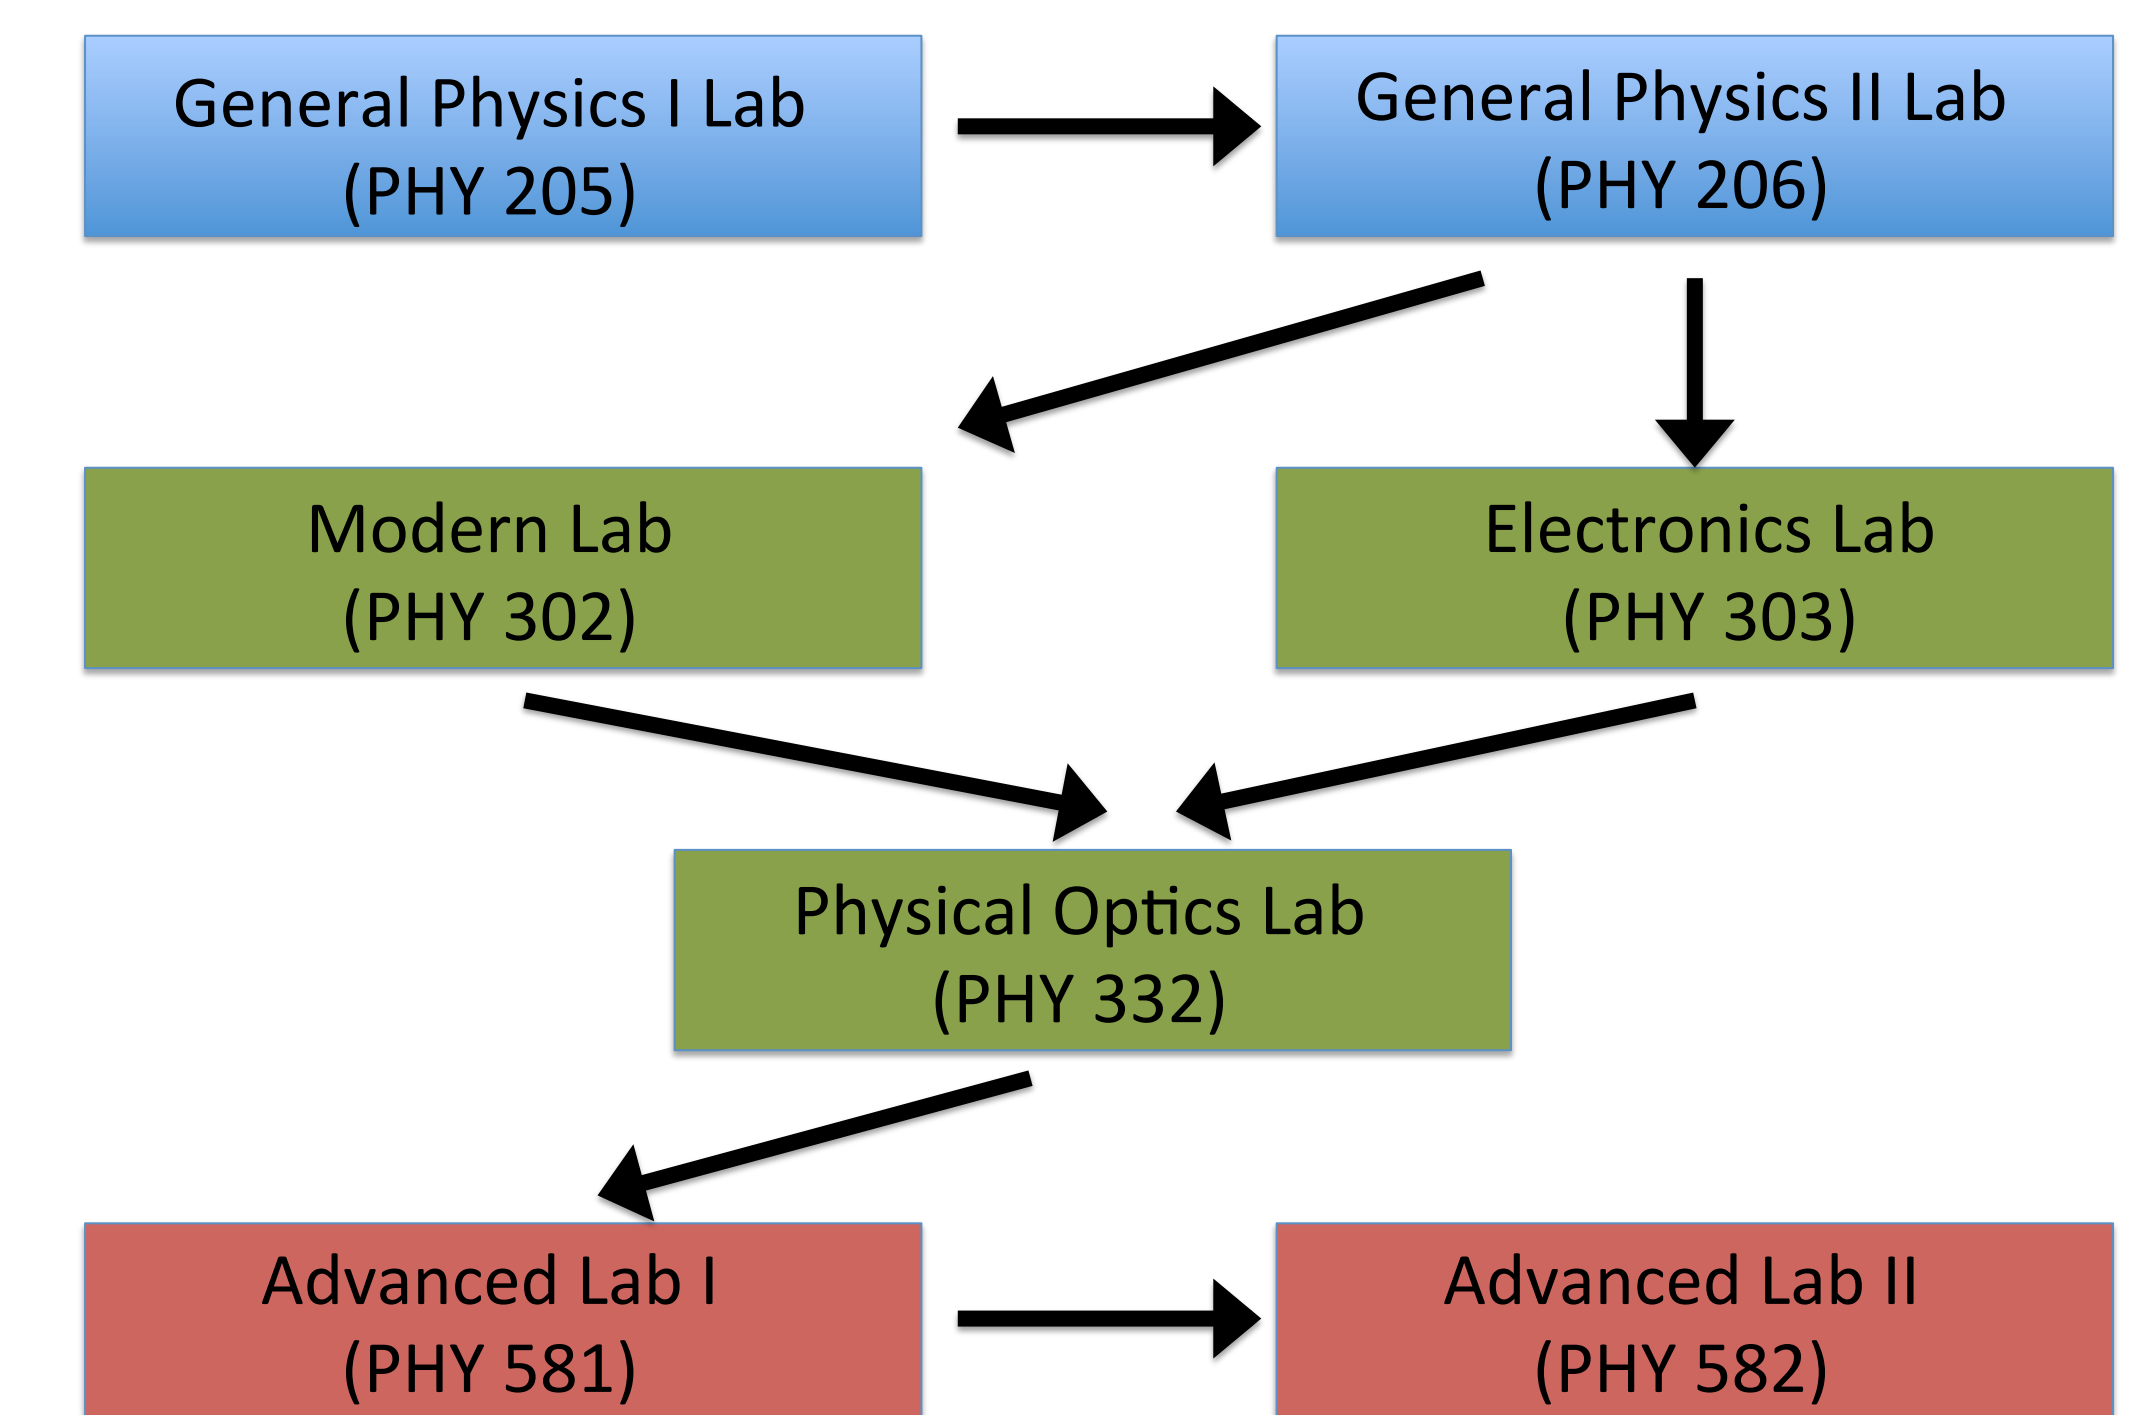 General Physics I Lab
(PHY 205)
General Physics II Lab
(PHY 206)
Modern Lab
(PHY 302)
Electronics Lab
(PHY 303)
Physical Optics Lab
(PHY 332)
Advanced Lab I
(PHY 581)
Advanced Lab II
(PHY 582)